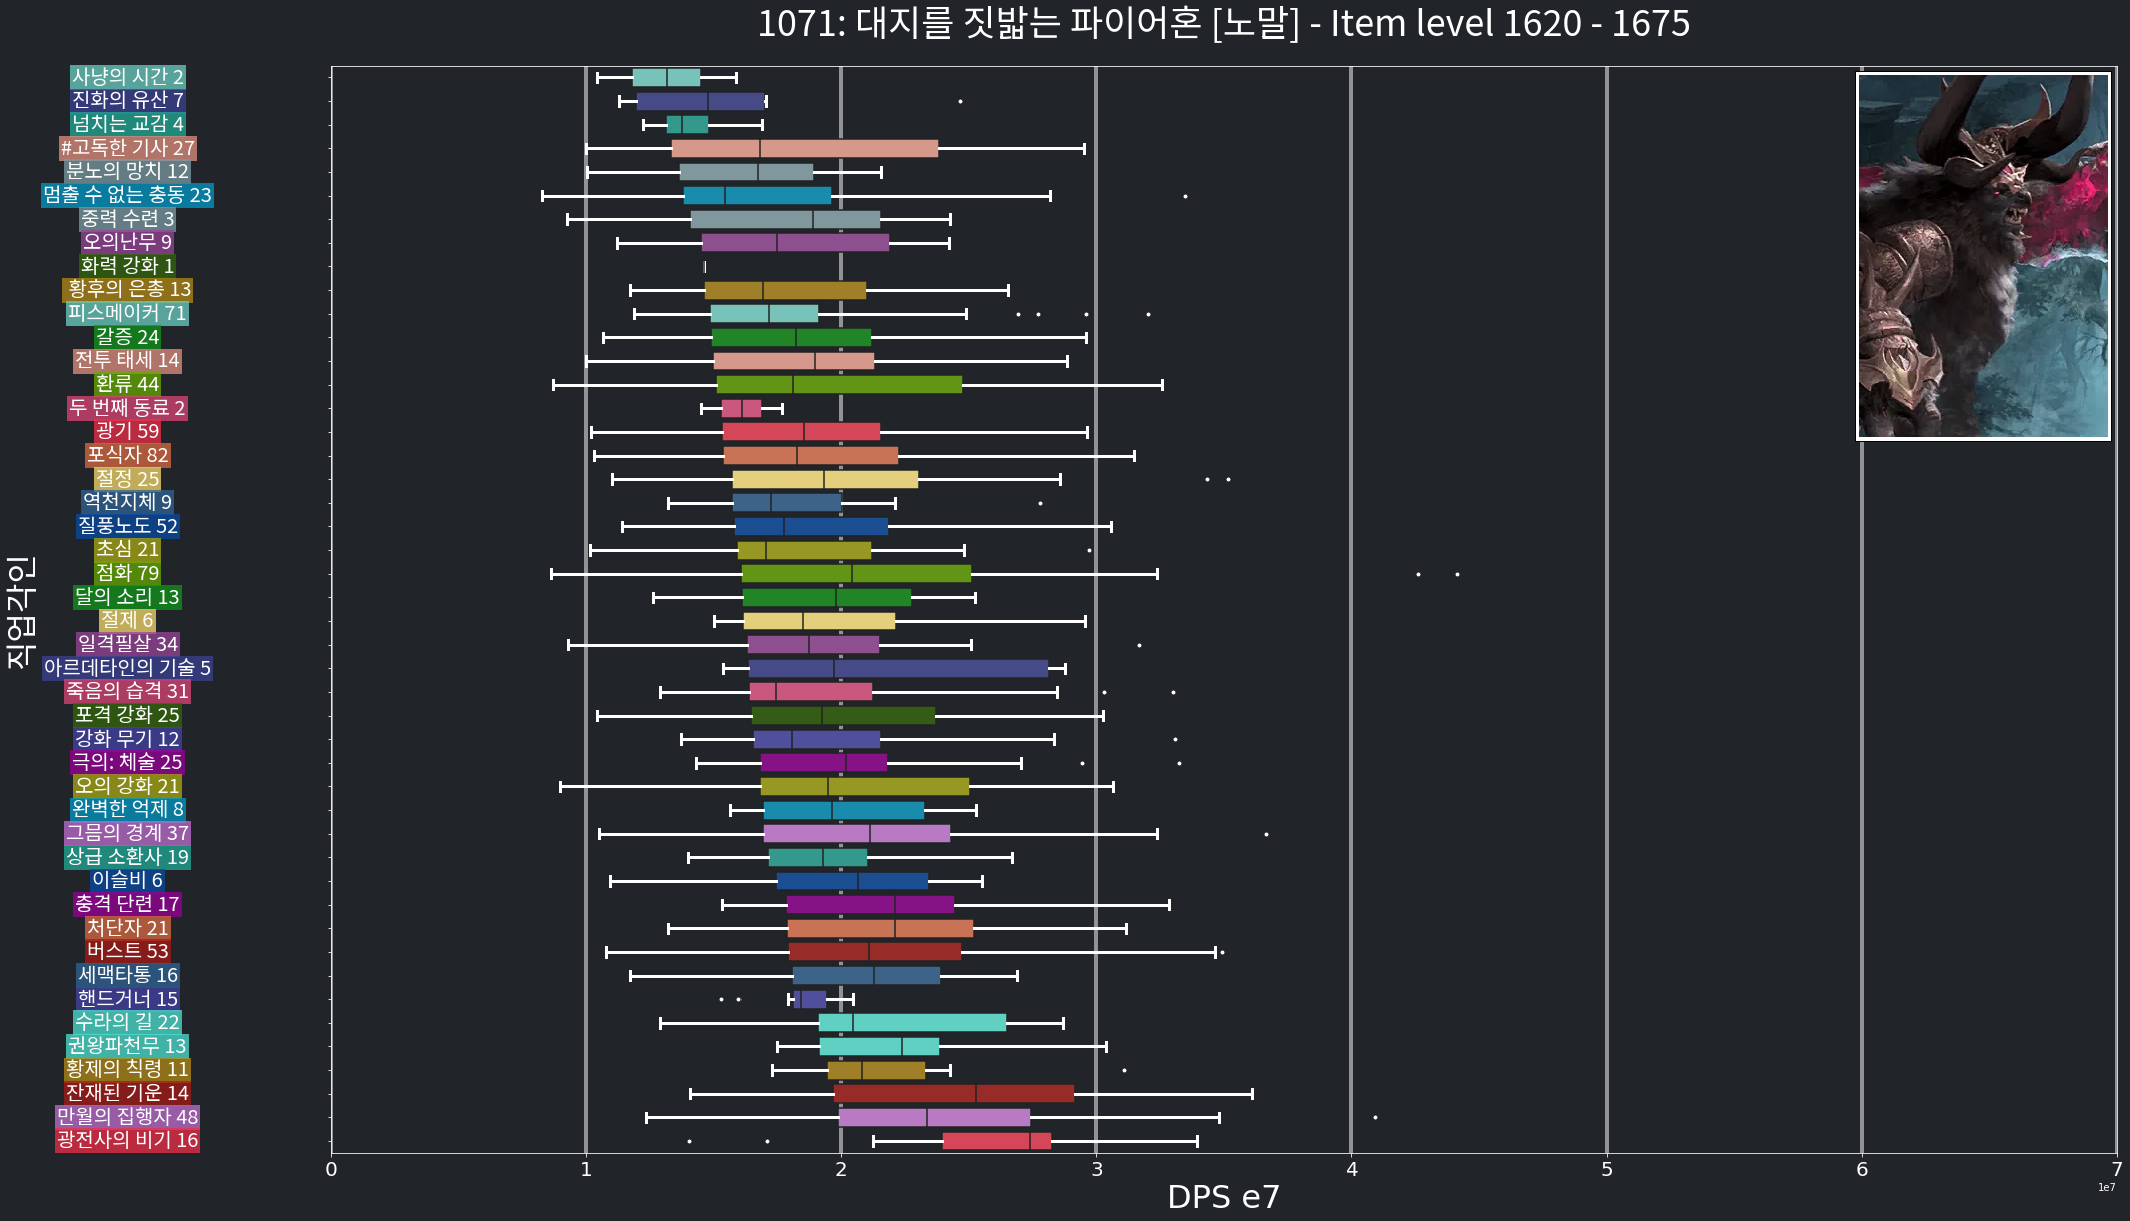 1071: 대지를 짓밟는 파이어혼 [노말] - Item level 1620 - 1675
사냥의 시간 2
진화의 유산 7
넘치는 교감 4
#고독한 기사 27
분노의 망치 12
멈출 수 없는 충동 23
중력 수련 3
오의난무 9
화력 강화 1
황후의 은총 13
피스메이커 71
갈증 24
전투 태세 14
환류 44
두 번째 동료 2
광기 59
포식자 82
절정 25
역천지체 9
질풍노도 52
초심 21
점화 79
달의 소리 13
절제 6
일격필살 34
아르데타인의 기술 5
죽음의 습격 31
포격 강화 25
강화 무기 12
극의: 체술 25
오의 강화 21
완벽한 억제 8
그믐의 경계 37
상급 소환사 19
이슬비 6
충격 단련 17
처단자 21
버스트 53
세맥타통 16
핸드거너 15
수라의 길 22
권왕파천무 13
황제의 칙령 11
잔재된 기운 14
만월의 집행자 48
광전사의 비기 16
직업각인
0 1 2 3 4 5 6 7
1e7
DPS e7